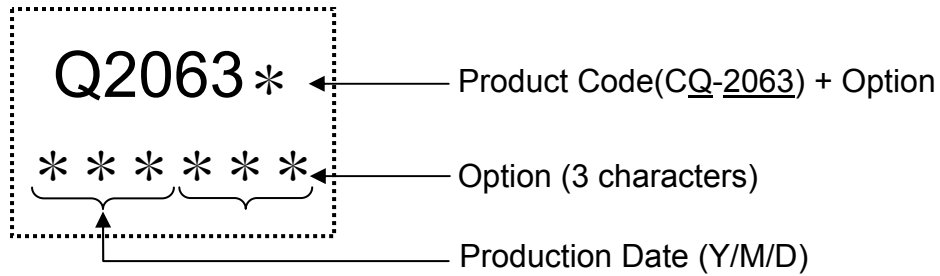 Q2063* Product Code(CQ-2063) + Option
* * * * * * Option (3 characters)
Production Date (Y/M/D)